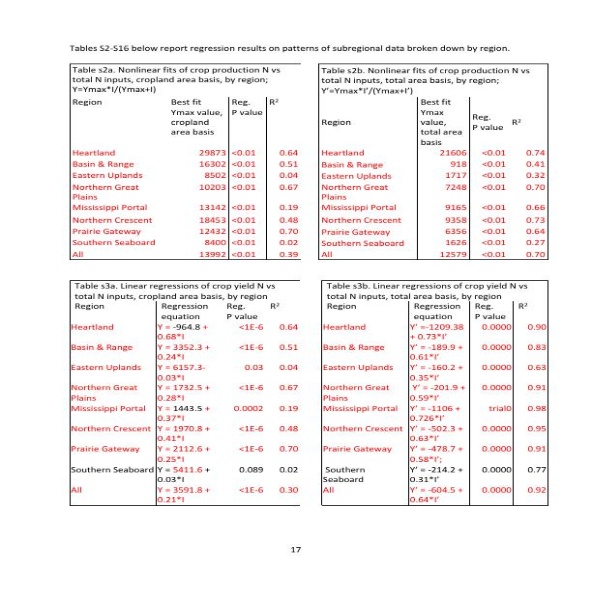 Tables S2-S16 below report regression results on patterns of subregional data broken down by region.
Table s2a. Nonlinear fits of crop production N vs
total N inputs, cropland area basis, by region;
Y=Ymax*I/(Ymax+I)
Region Best fit Reg. R²
Ymax value, P value
cropland
area basis
Heartland 29873 <0.01 0.64
Basin & Range 16302 <0.01 0.51
Eastern Uplands 8502 <0.01 0.04
Northern Great 10203 <0.01 0.67
Plains
Mississippi Portal 13142 <0.01 0.19
Northern Crescent 18453 <0.01 0.48
Prairie Gateway 12432 <0.01 0.70
Southern Seaboard 8400 <0.01 0.02
All 13992 <0.01 0.39
Table s2b. Nonlinear fits of crop production N vs
total N inputs, total area basis, by region;
Y'=Ymax*I'/(Ymax+I')
Best fit
Ymax
value, Reg.
Region total area P value R²
basis
Heartland 21606 <0.01 0.74
Basin & Range 918 <0.01 0.41
Eastern Uplands 1717 <0.01 0.32
Northern Great 7248 <0.01 0.70
Plains
Mississippi Portal 9165 <0.01 0.66
Northern Crescent 9358 <0.01 0.73
Prairie Gateway 6356 <0.01 0.64
Southern Seaboard 1626 <0.01 0.27
All 12579 <0.01 0.70
Table s3a. Linear regressions of crop yield N vs
total N inputs, cropland area basis, by region
Region Regression Reg. R²
equation P value
Heartland Y = -964.8 + <1E-6 0.64
0.68*I
Basin & Range Y = 3352.3 + <1E-6 0.51
0.24*I
Eastern Uplands Y = 6157.3- 0.03 0.04
0.03*I
Northern Great Y = 1732.5 + <1E-6 0.67
Plains 0.28*I
Mississippi Portal Y = 1443.5 + 0.0002 0.19
0.37*I
Northern Crescent Y = 1970.8 + <1E-6 0.48
0.41*I
Prairie Gateway Y = 2112.6 + <1E-6 0.70
0.25*I
Southern Seaboard Y = 5411.6 + 0.089 0.02
0.03*I
All Y = 3591.8 + <1E-6 0.30
0.21*I
Table s3b. Linear regressions of crop yield N vs
total N inputs, total area basis, by region
Region Regression Reg. R²
equation P value
Heartland Y' =-1209.38 0.0000 0.90
+ 0.73*I'
Basin & Range Y' = -189.9 + 0.0000 0.83
0.61*I'
Eastern Uplands Y' = -160.2 + 0.0000 0.63
0.35*I'
Northern Great Y' = -201.9 + 0.0000 0.91
Plains 0.59*I'
Mississippi Portal Y' = -1106 + trial0 0.98
0.726*I'
Northern Crescent Y' = -502.3 + 0.0000 0.95
0.63*I'
Prairie Gateway Y' = -478.7 + 0.0000 0.91
0.58*I';
Southern Y' = -214.2 + 0.0000 0.77
Seaboard 0.31*I'
All Y' = -604.5 + 0.0000 0.92
0.64*I'
17